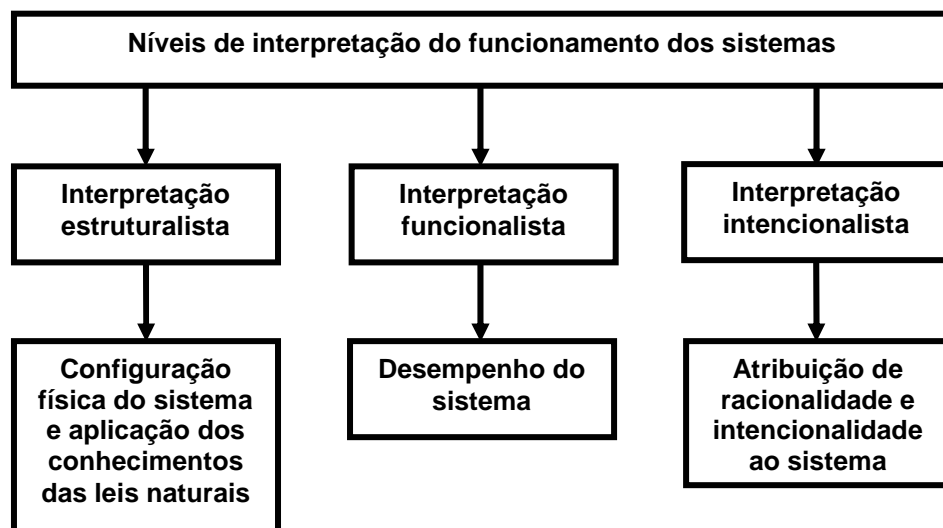 Níveis de interpretação do funcionamento dos sistemas
Interpretação
estruturalista
Interpretação
funcionalista
Interpretação
intencionalista
Configuração
física do sistema
e aplicação dos
conhecimentos
das leis naturais
Desempenho do
sistema
Atribuição de
racionalidade e
intencionalidade
ao sistema